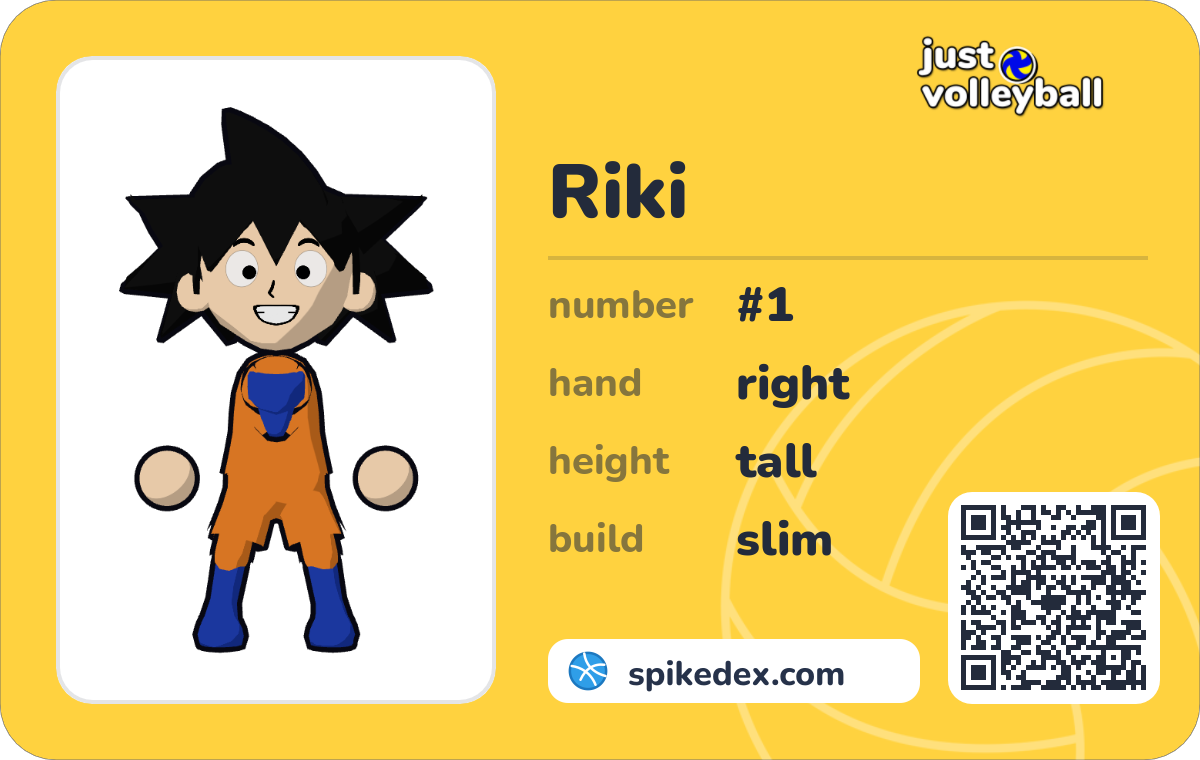 just
volleyball
Riki
number #1
hand right
height tall
build slim
spikedex.com